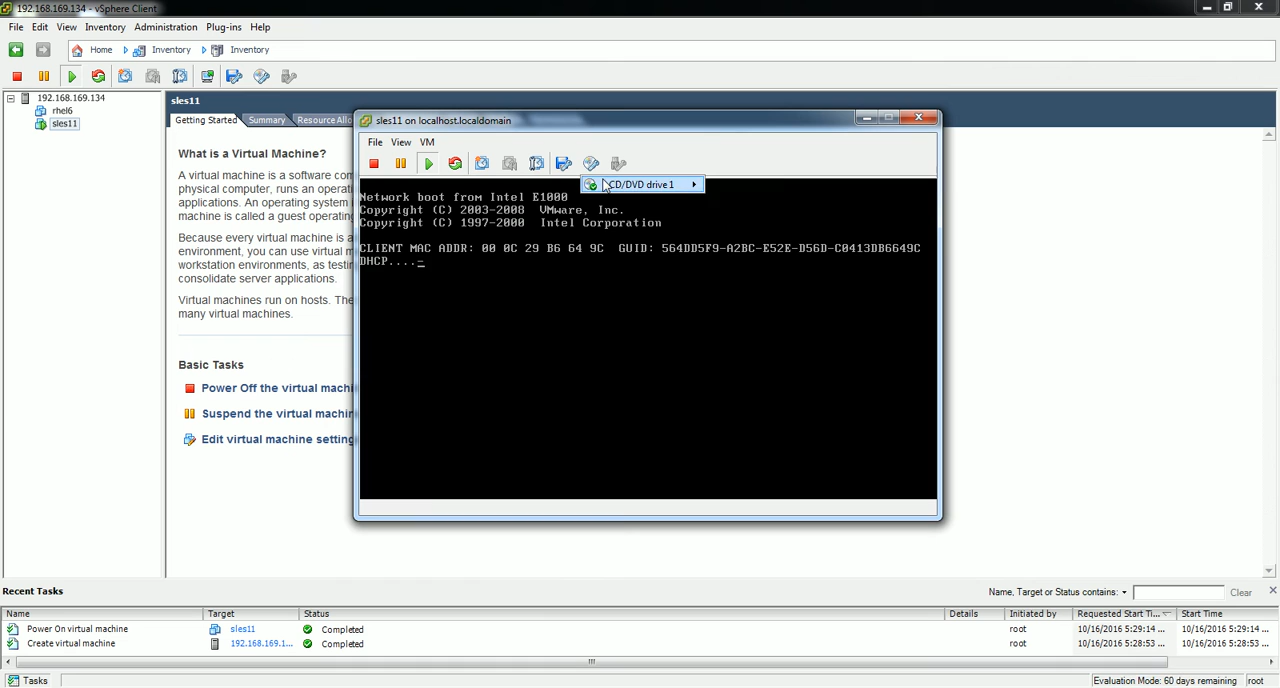 192.168.169.134 - vSphere Client
File Edit View Inventory Administration Plug-ins Help
Home Inventory Inventory
192.168.169.134
rhel6
sles11
sles11
Getting Started Summary Resource Allo
What is a Virtual Machine?
A virtual machine is a software com
physical computer, runs an operatin
applications. An operating system
machine is called a guest operating
Because every virtual machine is a
environment, you can use virtual m
workstation environments, as testin
consolidate server applications.
Virtual machines run on hosts. The
many virtual machines.
Basic Tasks
Power Off the virtual machi
Suspend the virtual machin
Edit virtual machine setting
sles11 on localhost.localdomain
File View VM
CD/DVD drive 1
Network boot from Intel E1000
Copyright (C) 2003-2008 VMware, Inc.
Copyright (C) 1997-2000 Intel Corporation
CLIENT MAC ADDR: 00 0C 29 B6 64 9C GUID: 564DD5F9-A2BC-E52E-D56D-C0413DB6649C
DHCP...._
Recent Tasks
Name, Target or Status contains: Clear
Name Target Status Details Initiated by Requested Start Ti... Start Time
Power On virtual machine sles11 Completed root 10/16/2016 5:29:14 ... 10/16/2016 5:29:14 ...
Create virtual machine 192.168.169.1... Completed root 10/16/2016 5:28:53 ... 10/16/2016 5:28:53 ...
Tasks Evaluation Mode: 60 days remaining root